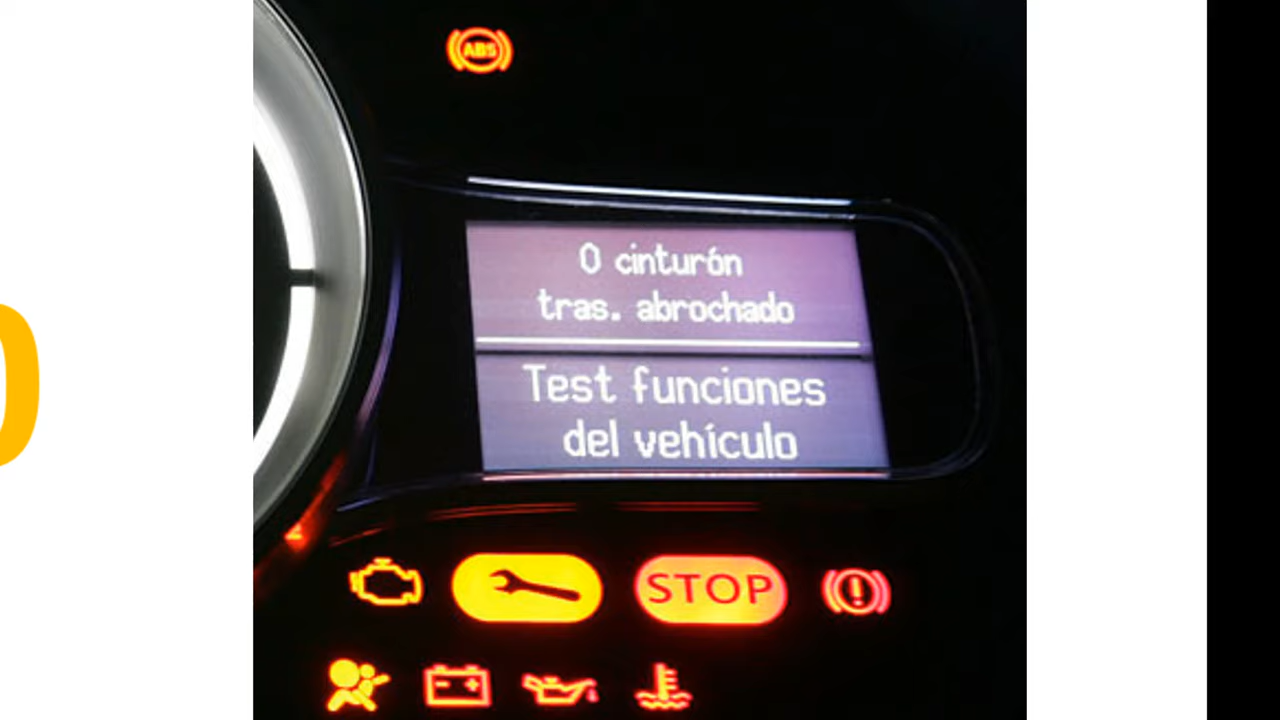 ABS
0 cinturón
tras. abrochado
Test funciones
del vehículo
STOP